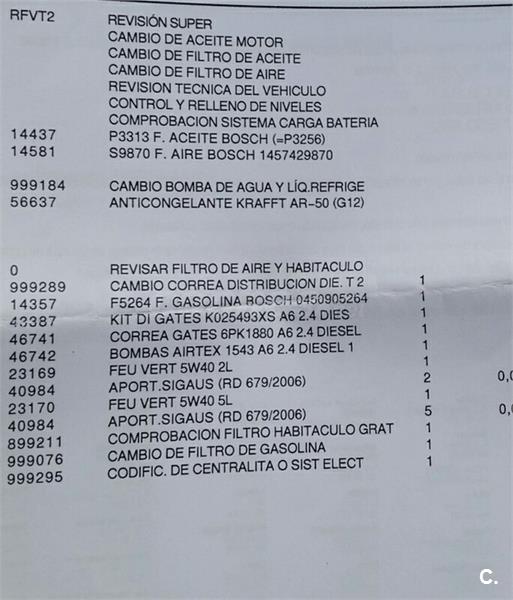 RFVT2 REVISIÓN SUPER
CAMBIO DE ACEITE MOTOR
CAMBIO DE FILTRO DE ACEITE
CAMBIO DE FILTRO DE AIRE
REVISION TECNICA DEL VEHICULO
CONTROL Y RELLENO DE NIVELES
COMPROBACION SISTEMA CARGA BATERIA
14437 P3313 F. ACEITE BOSCH (=P3256)
14581 S9870 F. AIRE BOSCH 1457429870
999184 CAMBIO BOMBA DE AGUA Y LÍQ.REFRIGE
56637 ANTICONGELANTE KRAFFT AR-50 (G12)
0 REVISAR FILTRO DE AIRE Y HABITACULO
999289 CAMBIO CORREA DISTRIBUCION DIE. T 2 1
14357 F5264 F. GASOLINA BOSCH 0450905264 1
43387 KIT DI GATES K025493XS A6 2.4 DIES 1
46741 CORREA GATES 6PK1880 A6 2.4 DIESEL 1
46742 BOMBAS AIRTEX 1543 A6 2.4 DIESEL 1 1
23169 FEU VERT 5W40 2L 1
40984 APORT.SIGAUS (RD 679/2006) 2 0,0
23170 FEU VERT 5W40 5L 1
40984 APORT.SIGAUS (RD 679/2006) 5 0,0
899211 COMPROBACION FILTRO HABITACULO GRAT 1
999076 CAMBIO DE FILTRO DE GASOLINA 1
999295 CODIFIC. DE CENTRALITA O SIST ELECT 1
C.